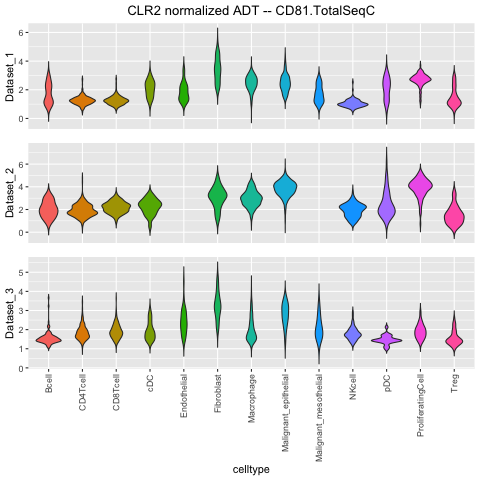 CLR2 normalized ADT -- CD81.TotalSeqC
Dataset_1
6
4
2
0
Dataset_2
6
4
2
0
Dataset_3
5
4
3
2
1
0
Bcell
CD4Tcell
CD8Tcell
cDC
Endothelial
Fibroblast
Macrophage
Malignant_epithelial
Malignant_mesothelial
NKcell
pDC
ProliferatingCell
Treg
celltype